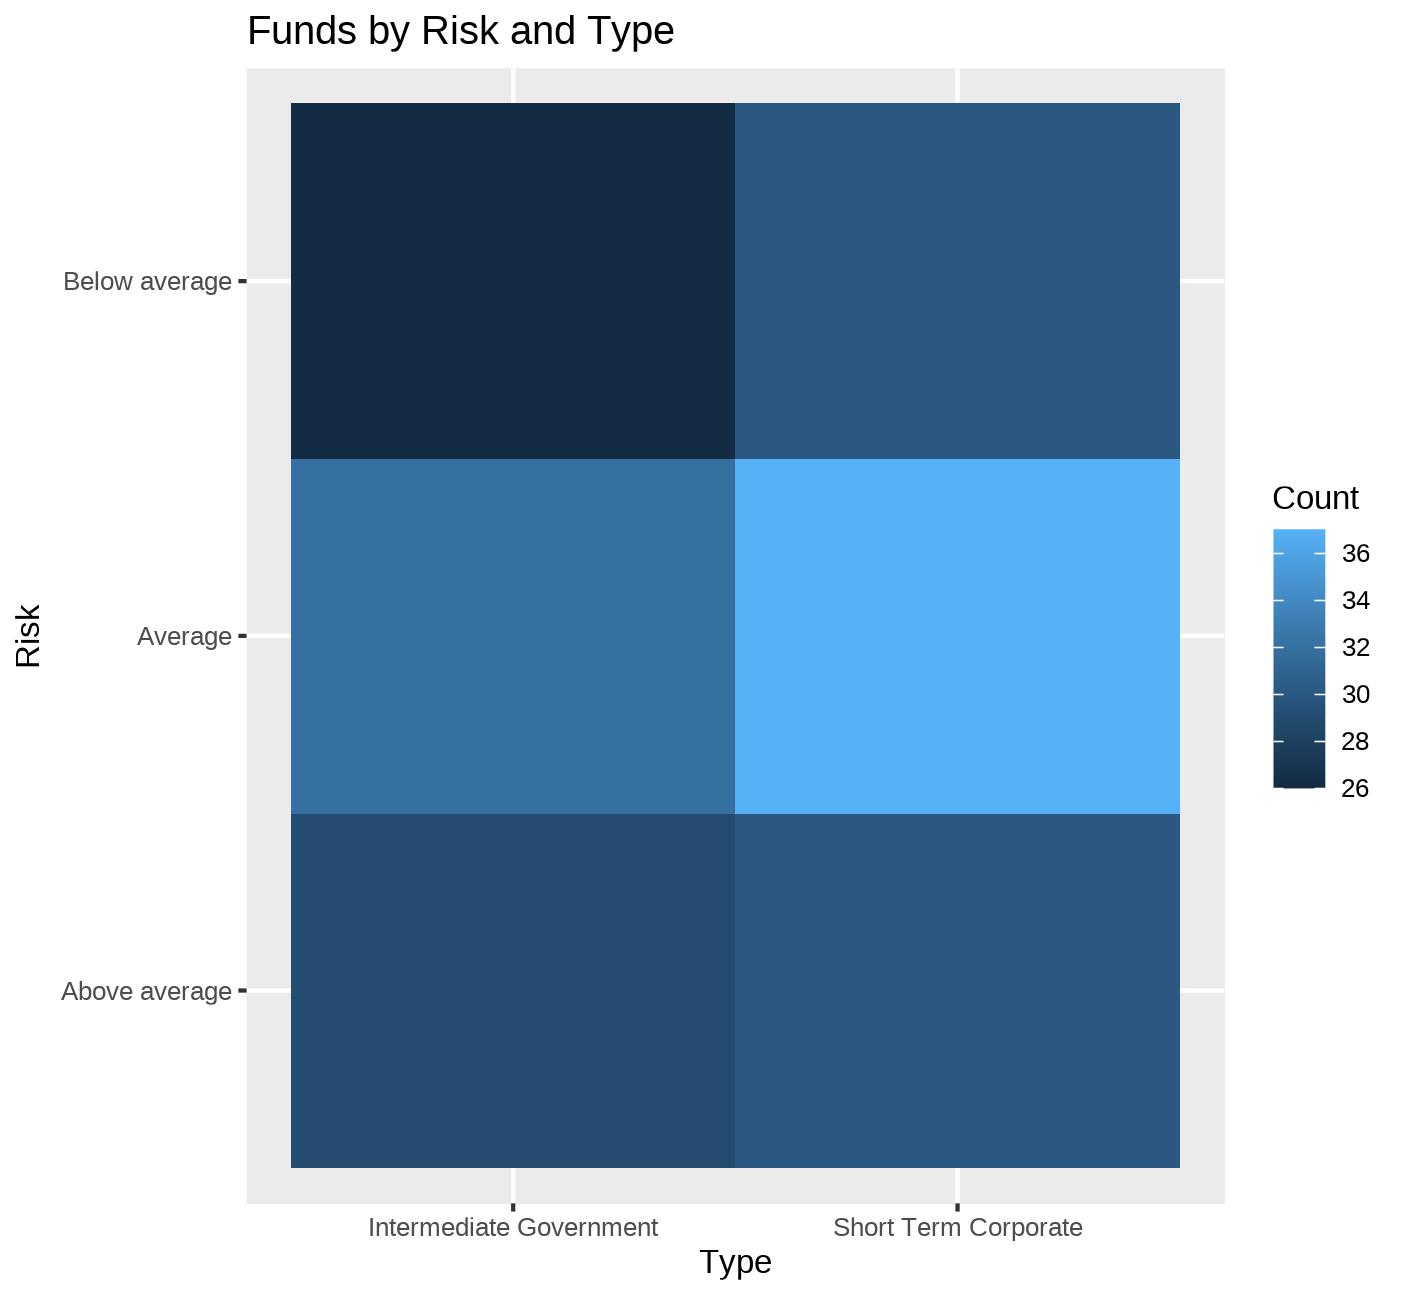 Funds by Risk and Type
Below average
Average
Above average
Risk
Intermediate Government
Short Term Corporate
Type
Count
36
34
32
30
28
26